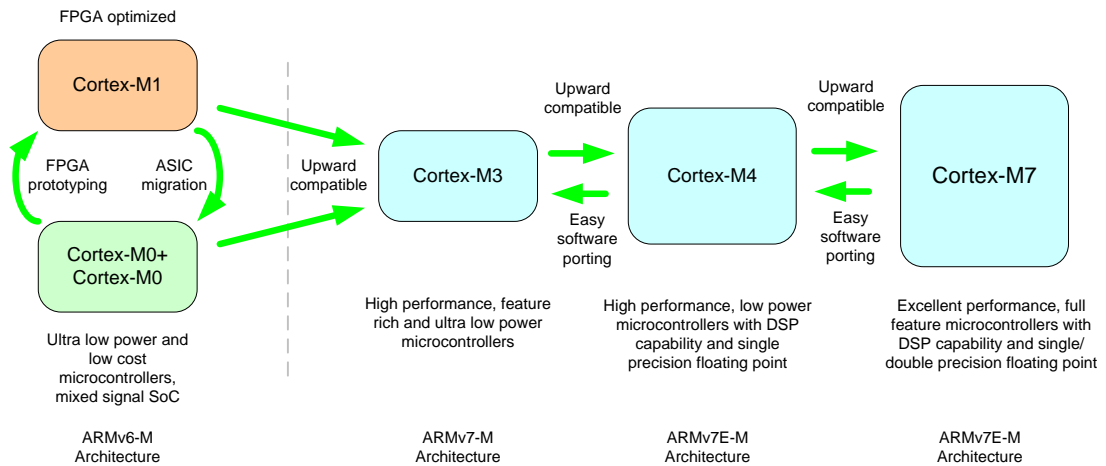 FPGA optimized
Cortex-M1
FPGA
prototyping
ASIC
migration
Cortex-M0+
Cortex-M0
Ultra low power and
low cost
microcontrollers,
mixed signal SoC
ARMv6-M
Architecture
Upward
compatible
Cortex-M3
High performance, feature
rich and ultra low power
microcontrollers
ARMv7-M
Architecture
Upward
compatible
Easy
software
porting
Cortex-M4
High performance, low power
microcontrollers with DSP
capability and single
precision floating point
ARMv7E-M
Architecture
Upward
compatible
Easy
software
porting
Cortex-M7
Excellent performance, full
feature microcontrollers with
DSP capability and single/
double precision floating point
ARMv7E-M
Architecture